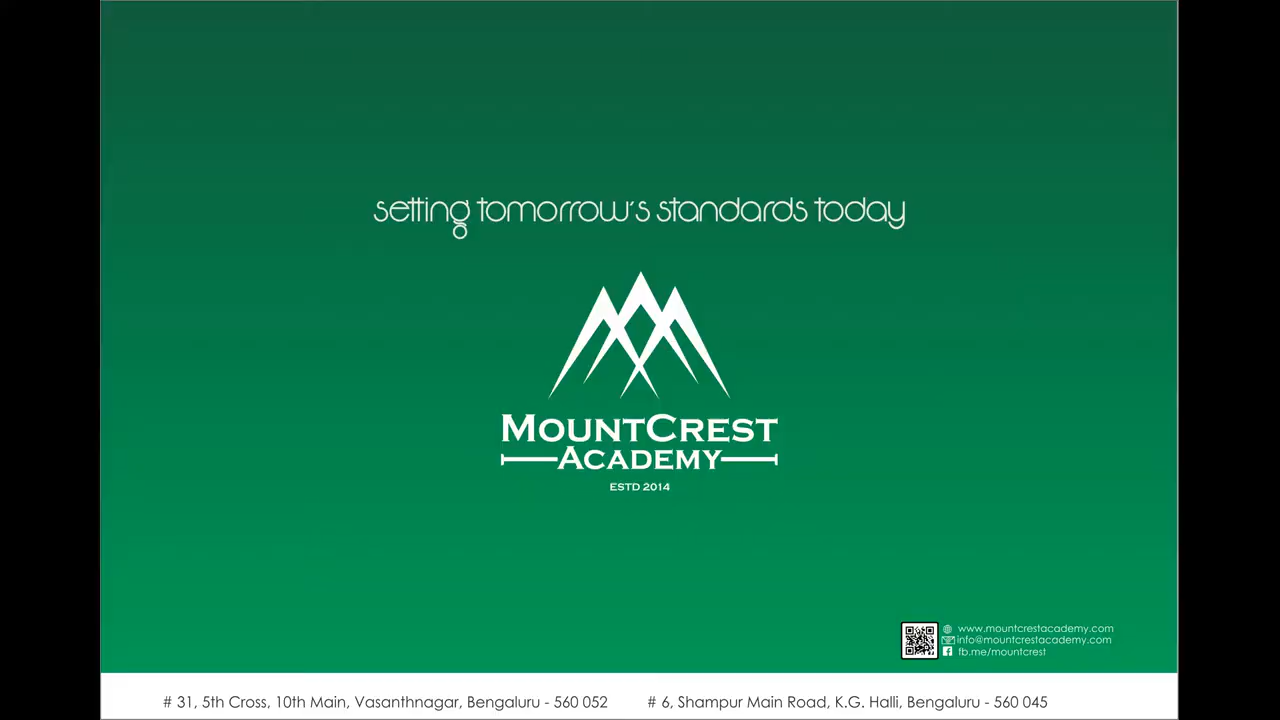 setting tomorrow's standards today
MOUNTCREST
ACADEMY
ESTD 2014
www.mountcrestacademy.com
info@mountcrestacademy.com
fb.me/mountcrest
# 31, 5th Cross, 10th Main, Vasanthnagar, Bengaluru - 560 052 # 6, Shampur Main Road, K.G. Halli, Bengaluru - 560 045